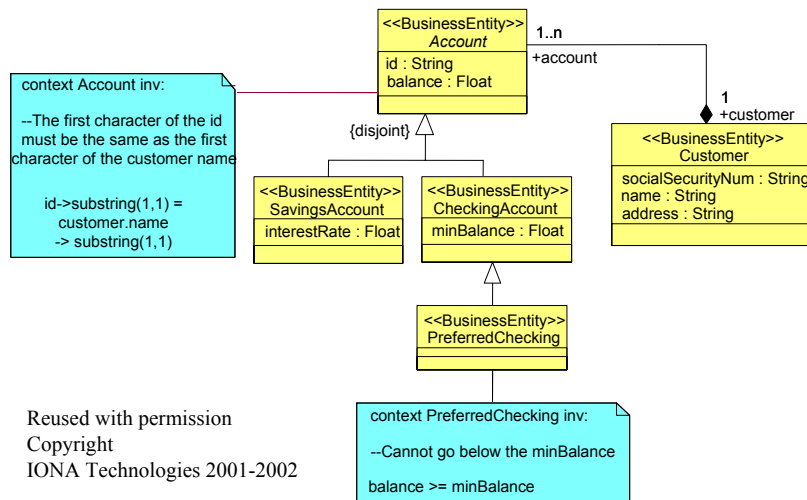 <<BusinessEntity>>
Account
id : String
balance : Float
1..n
+account
1
+customer
<<BusinessEntity>>
Customer
socialSecurityNum : String
name : String
address : String
context Account inv:
--The first character of the id
must be the same as the first
character of the customer name
id->substring(1,1) =
customer.name
-> substring(1,1)
{disjoint}
<<BusinessEntity>>
SavingsAccount
interestRate : Float
<<BusinessEntity>>
CheckingAccount
minBalance : Float
<<BusinessEntity>>
PreferredChecking
context PreferredChecking inv:
--Cannot go below the minBalance
balance >= minBalance
Reused with permission
Copyright
IONA Technologies 2001-2002